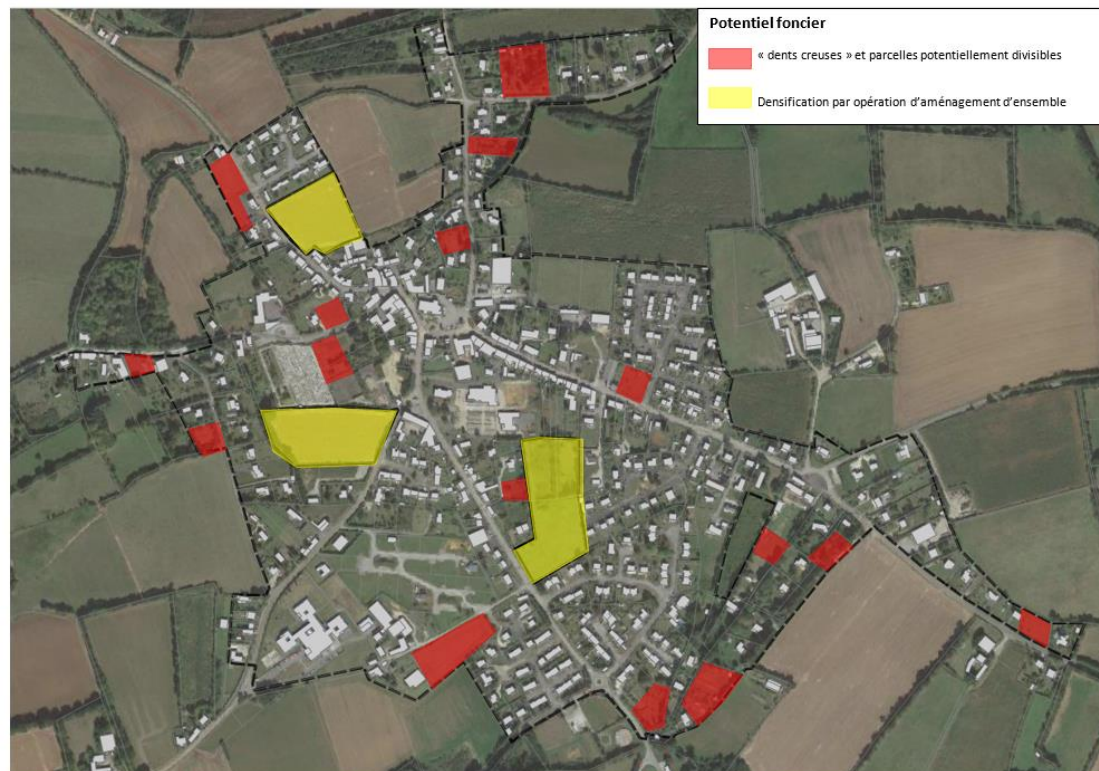 Potentiel foncier
« dents creuses » et parcelles potentiellement divisibles
Densification par opération d’aménagement d’ensemble